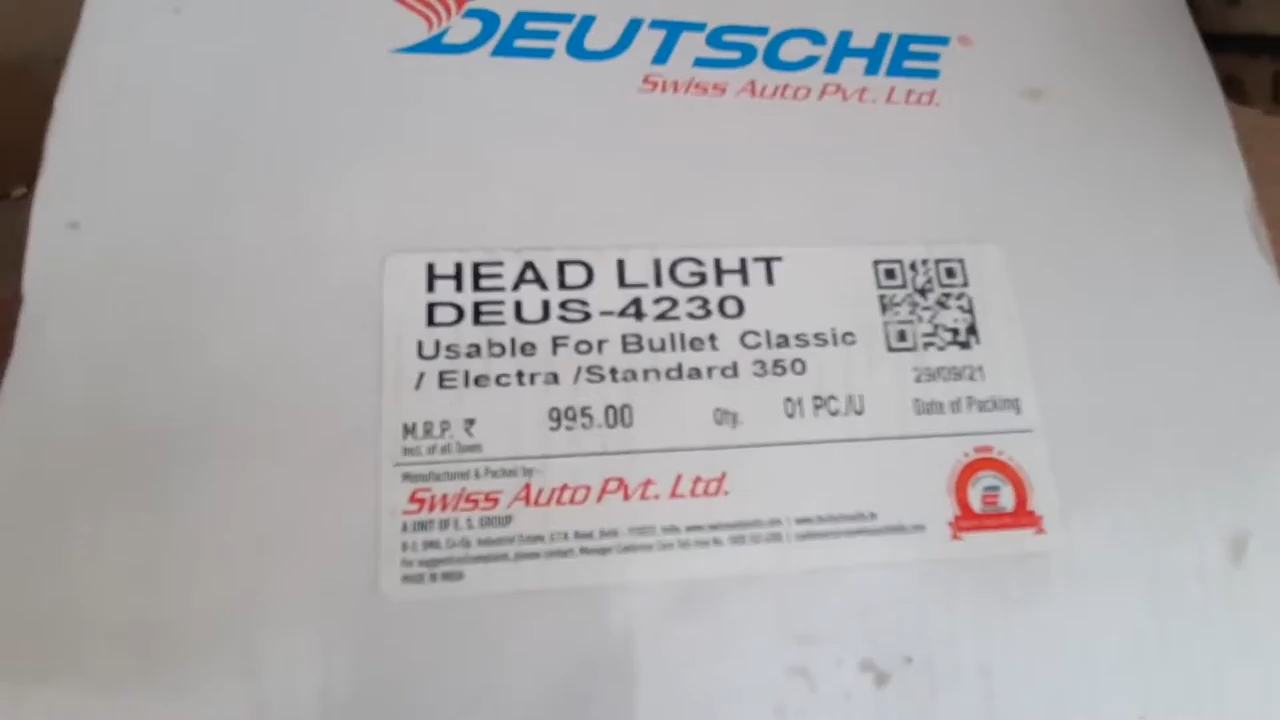 DEUTSCHE
Swiss Auto Pvt. Ltd.
HEAD LIGHT
DEUS-4230
Usable For Bullet Classic
/ Electra /Standard 350
29/09/21
M.R.P. ₹ 995.00 Qty. 01 PC./U Date of Packing
Incl. of all Taxes
Manufactured & Packed by:-
Swiss Auto Pvt. Ltd.
A UNIT OF E. S. GROUP
MADE IN INDIA